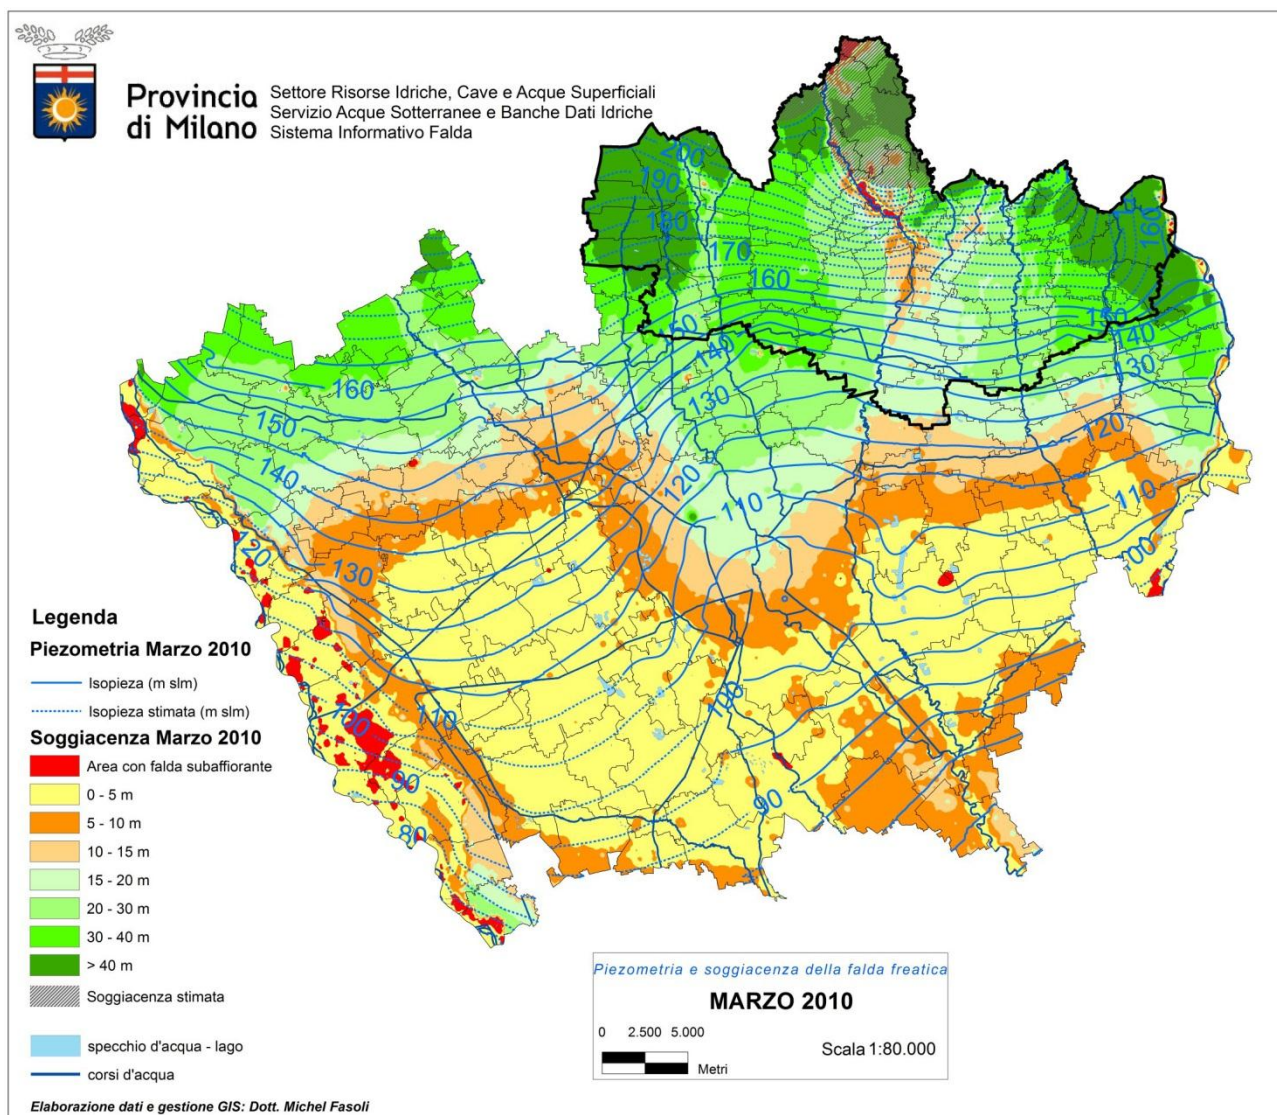 Provincia
di Milano
Settore Risorse Idriche, Cave e Acque Superficiali
Servizio Acque Sotterranee e Banche Dati Idriche
Sistema Informativo Falda
200
190
180
170
160
160
150
150
140
140
130
130
160
150
140
120
120
110
110
120
130
110
100
100
90
90
80
Legenda
Piezometria Marzo 2010
Isopieza (m slm)
Isopieza stimata (m slm)
Soggiacenza Marzo 2010
Area con falda subaffiorante
0 - 5 m
5 - 10 m
10 - 15 m
15 - 20 m
20 - 30 m
30 - 40 m
> 40 m
Soggiacenza stimata
specchio d'acqua - lago
corsi d'acqua
Elaborazione dati e gestione GIS: Dott. Michel Fasoli
Piezometria e soggiacenza della falda freatica
MARZO 2010
0 2.500 5.000
Metri
Scala 1:80.000